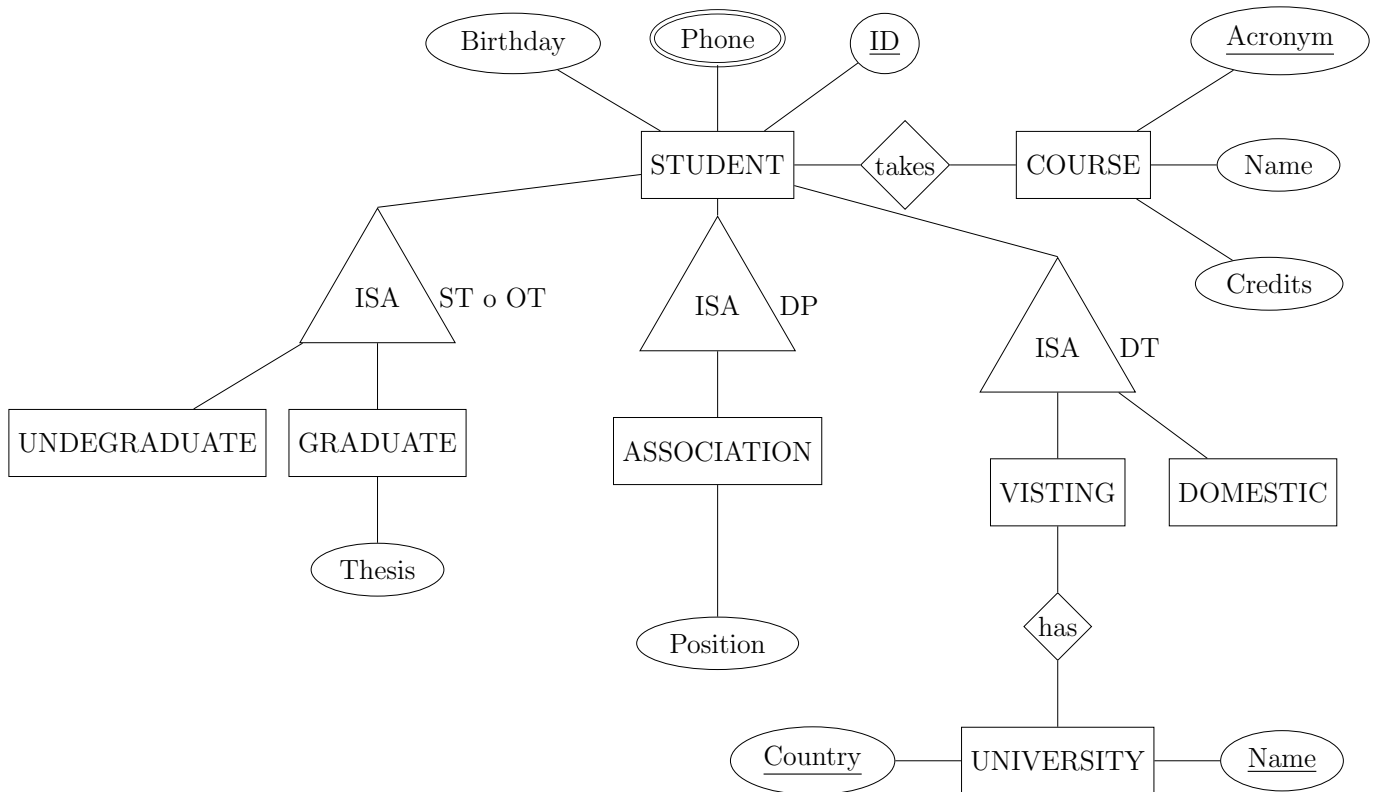 Birthday
Phone
ID
Acronym
STUDENT
takes
COURSE
Name
Credits
ISA
ST o OT
ISA
DP
ISA
DT
UNDEGRADUATE
GRADUATE
ASSOCIATION
VISTING
DOMESTIC
Thesis
Position
has
Country
UNIVERSITY
Name